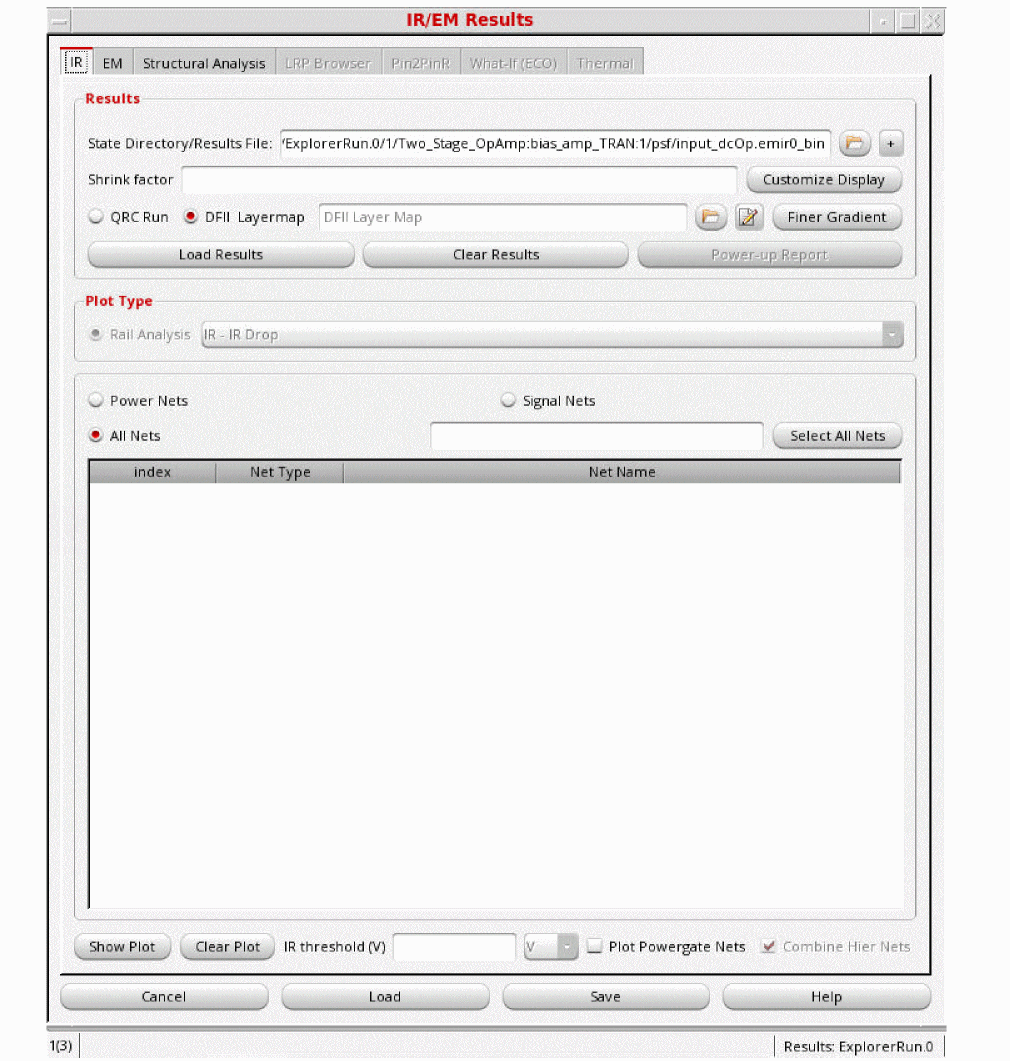 IR/EM Results
IR EM Structural Analysis LRP Browser Pin2PinR What-If (ECO) Thermal
Results
State Directory/Results File: /ExplorerRun.0/1/Two_Stage_OpAmp:bias_amp_TRAN:1/psf/input_dcOp.emir0_bin +
Shrink factor Customize Display
QRC Run DFII Layermap DFII Layer Map Finer Gradient
Load Results Clear Results Power-up Report
Plot Type
Rail Analysis IR - IR Drop
Power Nets Signal Nets
All Nets Select All Nets
index Net Type Net Name
Show Plot Clear Plot IR threshold (V) V Plot Powergate Nets Combine Hier Nets
Cancel Load Save Help
1(3) Results: ExplorerRun.0